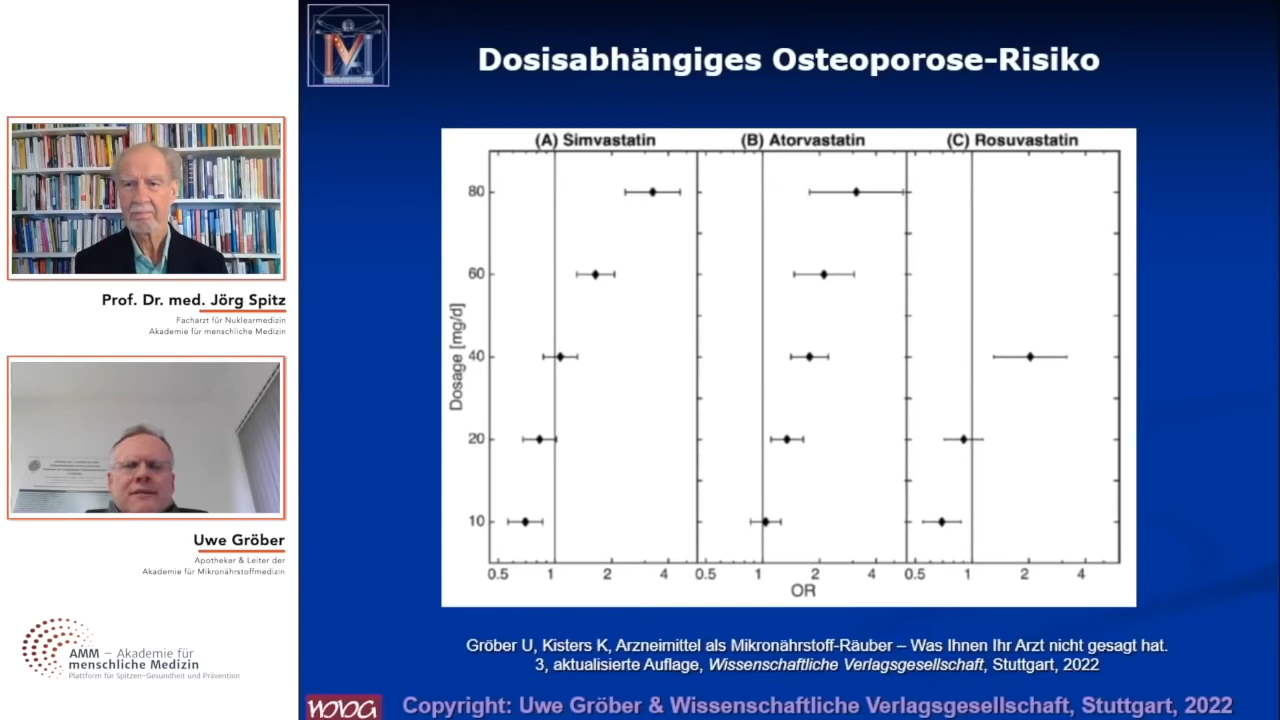 Dosisabhängiges Osteoporose-Risiko
(A) Simvastatin
(B) Atorvastatin
(C) Rosuvastatin
Dosage [mg/d]
80
60
40
20
10
0.5 1 2 4
0.5 1 2 4
0.5 1 2 4
OR
Gröber U, Kisters K, Arzneimittel als Mikronährstoff-Räuber – Was Ihnen Ihr Arzt nicht gesagt hat.
3, aktualisierte Auflage, Wissenschaftliche Verlagsgesellschaft, Stuttgart, 2022
Copyright: Uwe Gröber & Wissenschaftliche Verlagsgesellschaft, Stuttgart, 2022
Prof. Dr. med. Jörg Spitz
Facharzt für Nuklearmedizin
Akademie für menschliche Medizin
Uwe Gröber
Apotheker & Leiter der
Akademie für Mikronährstoffmedizin
AMM – Akademie für
menschliche Medizin
Plattform für Spitzen-Gesundheit und Prävention